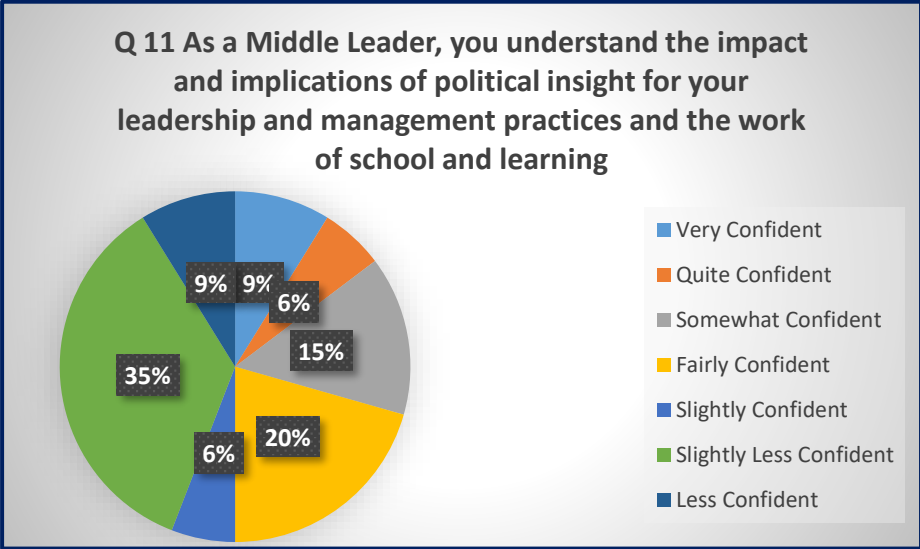 Q 11 As a Middle Leader, you understand the impact
and implications of political insight for your
leadership and management practices and the work
of school and learning
9%
9%
6%
15%
35%
20%
6%
Very Confident
Quite Confident
Somewhat Confident
Fairly Confident
Slightly Confident
Slightly Less Confident
Less Confident